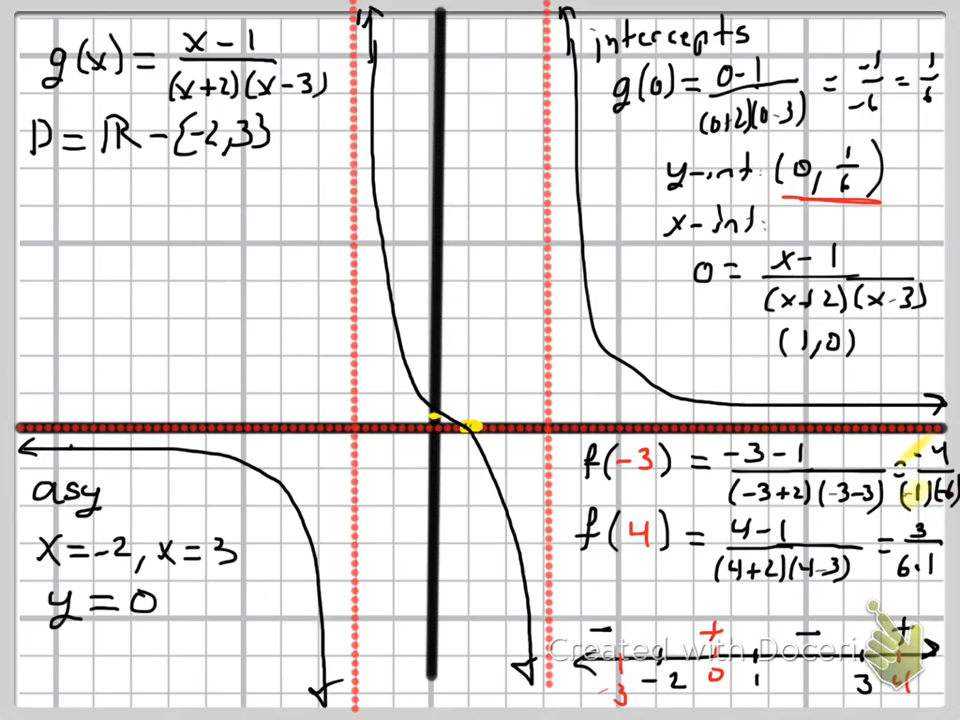 g(x) = x - 1 / (x+2)(x-3)
D = ℝ - {-2,3}
intercepts
g(0) = 0-1 / (0+2)(0-3) = -1 / -6 = 1/6
y-int: (0, 1/6)
x-int:
0 = x - 1 / (x+2)(x-3)
(1,0)
asy
x=-2, x=3
y = 0
f(-3) = -3-1 / (-3+2)(-3-3) = -4 / (-1)(-6)
f(4) = 4-1 / (4+2)(4-3) = 3 / 6·1
- + - +
-3 -2 0 1 3 4
Created with Doceri